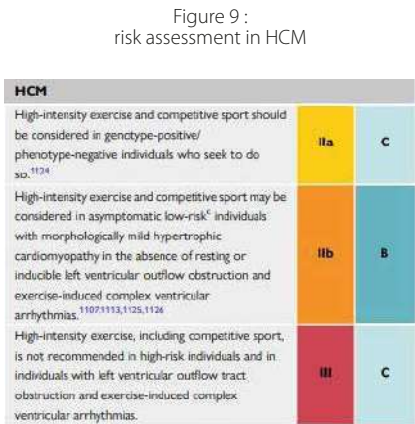 Figure 9 :
risk assessment in HCM
HCM
High-intensity exercise and competitive sport should
be considered in genotype-positive/
phenotype-negative individuals who seek to do
so.1124
IIa
C
High-intensity exercise and competitive sport may be
considered in asymptomatic low-riskc individuals
with morphologically mild hypertrophic
cardiomyopathy in the absence of resting or
inducible left ventricular outflow obstruction and
exercise-induced complex ventricular
arrhythmias.1107,1113,1125,1126
IIb
B
High-intensity exercise, including competitive sport,
is not recommended in high-risk individuals and in
individuals with left ventricular outflow tract
obstruction and exercise-induced complex
ventricular arrhythmias.
III
C